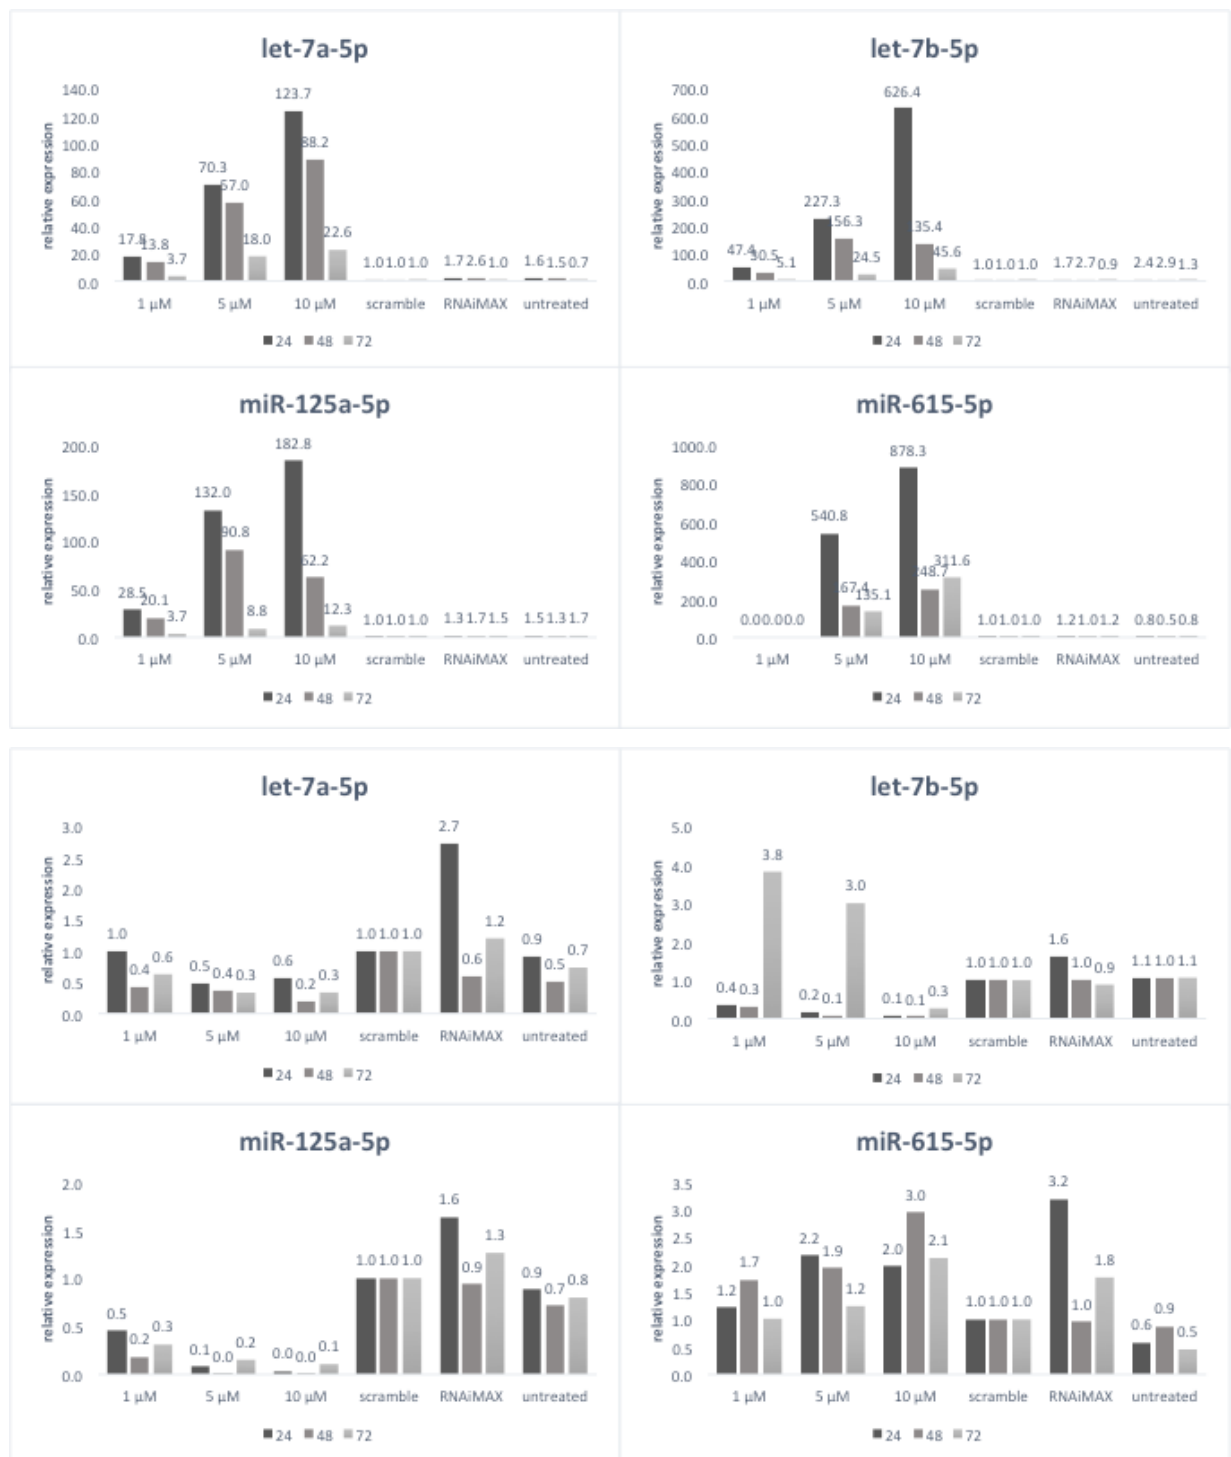 let-7a-5p
relative expression
140.0
120.0
100.0
80.0
60.0
40.0
20.0
0.0
17.8 13.8 3.7
70.3 57.0 18.0
123.7 88.2 22.6
1.0 1.0 1.0
1.7 2.6 1.0
1.6 1.5 0.7
1 µM 5 µM 10 µM scramble RNAiMAX untreated
24 48 72
let-7b-5p
relative expression
700.0
600.0
500.0
400.0
300.0
200.0
100.0
0.0
47.4 30.5 5.1
227.3 156.3 24.5
626.4 135.4 45.6
1.0 1.0 1.0
1.7 2.7 0.9
2.4 2.9 1.3
1 µM 5 µM 10 µM scramble RNAiMAX untreated
24 48 72
miR-125a-5p
relative expression
200.0
150.0
100.0
50.0
0.0
28.5 20.1 3.7
132.0 90.8 8.8
182.8 62.2 12.3
1.0 1.0 1.0
1.3 1.7 1.5
1.5 1.3 1.7
1 µM 5 µM 10 µM scramble RNAiMAX untreated
24 48 72
miR-615-5p
relative expression
1000.0
800.0
600.0
400.0
200.0
0.0
0.0 0.0 0.0
540.8 167.4 135.1
878.3 248.7 311.6
1.0 1.0 1.0
1.2 1.0 1.2
0.8 0.5 0.8
1 µM 5 µM 10 µM scramble RNAiMAX untreated
24 48 72
let-7a-5p
relative expression
3.0
2.5
2.0
1.5
1.0
0.5
0.0
1.0 0.4 0.6
0.5 0.4 0.3
0.6 0.2 0.3
1.0 1.0 1.0
2.7 0.6 1.2
0.9 0.5 0.7
1 µM 5 µM 10 µM scramble RNAiMAX untreated
24 48 72
let-7b-5p
relative expression
5.0
4.0
3.0
2.0
1.0
0.0
0.4 0.3 3.8
0.2 0.1 3.0
0.1 0.1 0.3
1.0 1.0 1.0
1.6 1.0 0.9
1.1 1.0 1.1
1 µM 5 µM 10 µM scramble RNAiMAX untreated
24 48 72
miR-125a-5p
relative expression
2.0
1.5
1.0
0.5
0.0
0.5 0.2 0.3
0.1 0.0 0.2
0.0 0.0 0.1
1.0 1.0 1.0
1.6 0.9 1.3
0.9 0.7 0.8
1 µM 5 µM 10 µM scramble RNAiMAX untreated
24 48 72
miR-615-5p
relative expression
3.5
3.0
2.5
2.0
1.5
1.0
0.5
0.0
1.2 1.7 1.0
2.2 1.9 1.2
2.0 3.0 2.1
1.0 1.0 1.0
3.2 1.0 1.8
0.6 0.9 0.5
1 µM 5 µM 10 µM scramble RNAiMAX untreated
24 48 72